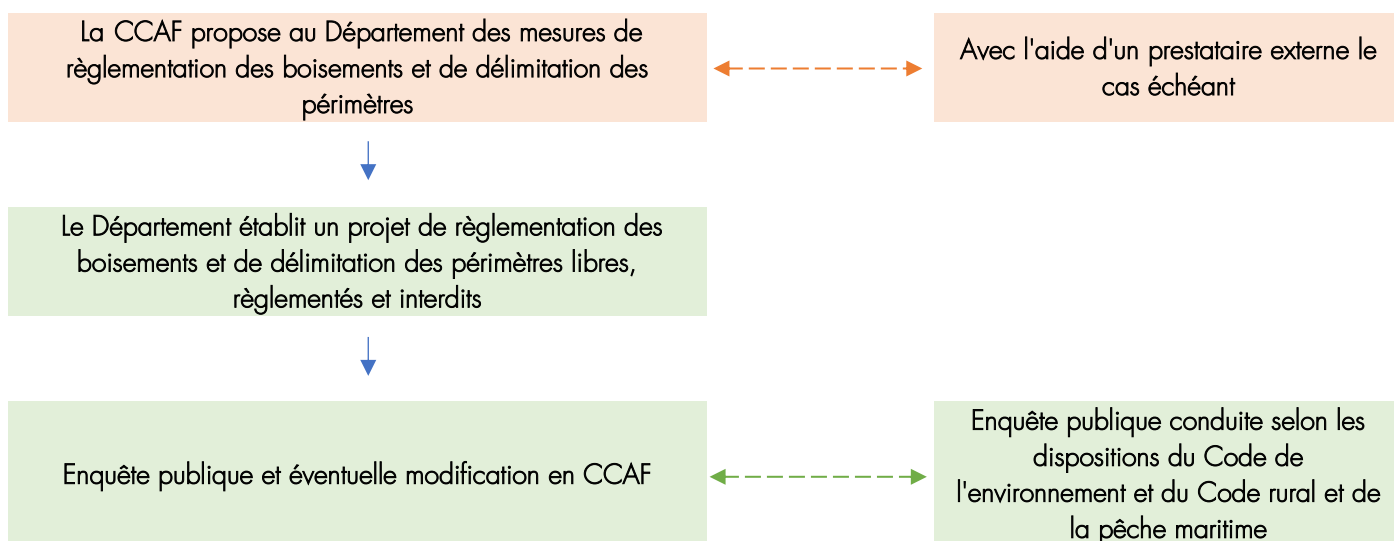 La CCAF propose au Département des mesures de
règlementation des boisements et de délimitation des
périmètres
Avec l'aide d'un prestataire externe le
cas échéant
Le Département établit un projet de règlementation des
boisements et de délimitation des périmètres libres,
règlementés et interdits
Enquête publique et éventuelle modification en CCAF
Enquête publique conduite selon les
dispositions du Code de
l'environnement et du Code rural et de
la pêche maritime